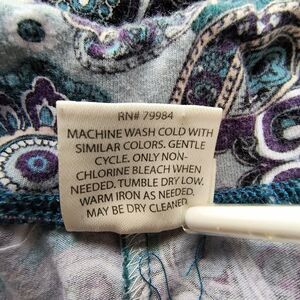 RN# 79984
MACHINE WASH COLD WITH
SIMILAR COLORS. GENTLE
CYCLE. ONLY NON-
CHLORINE BLEACH WHEN
NEEDED. TUMBLE DRY LOW.
WARM IRON AS NEEDED.
MAY BE DRY CLEANED